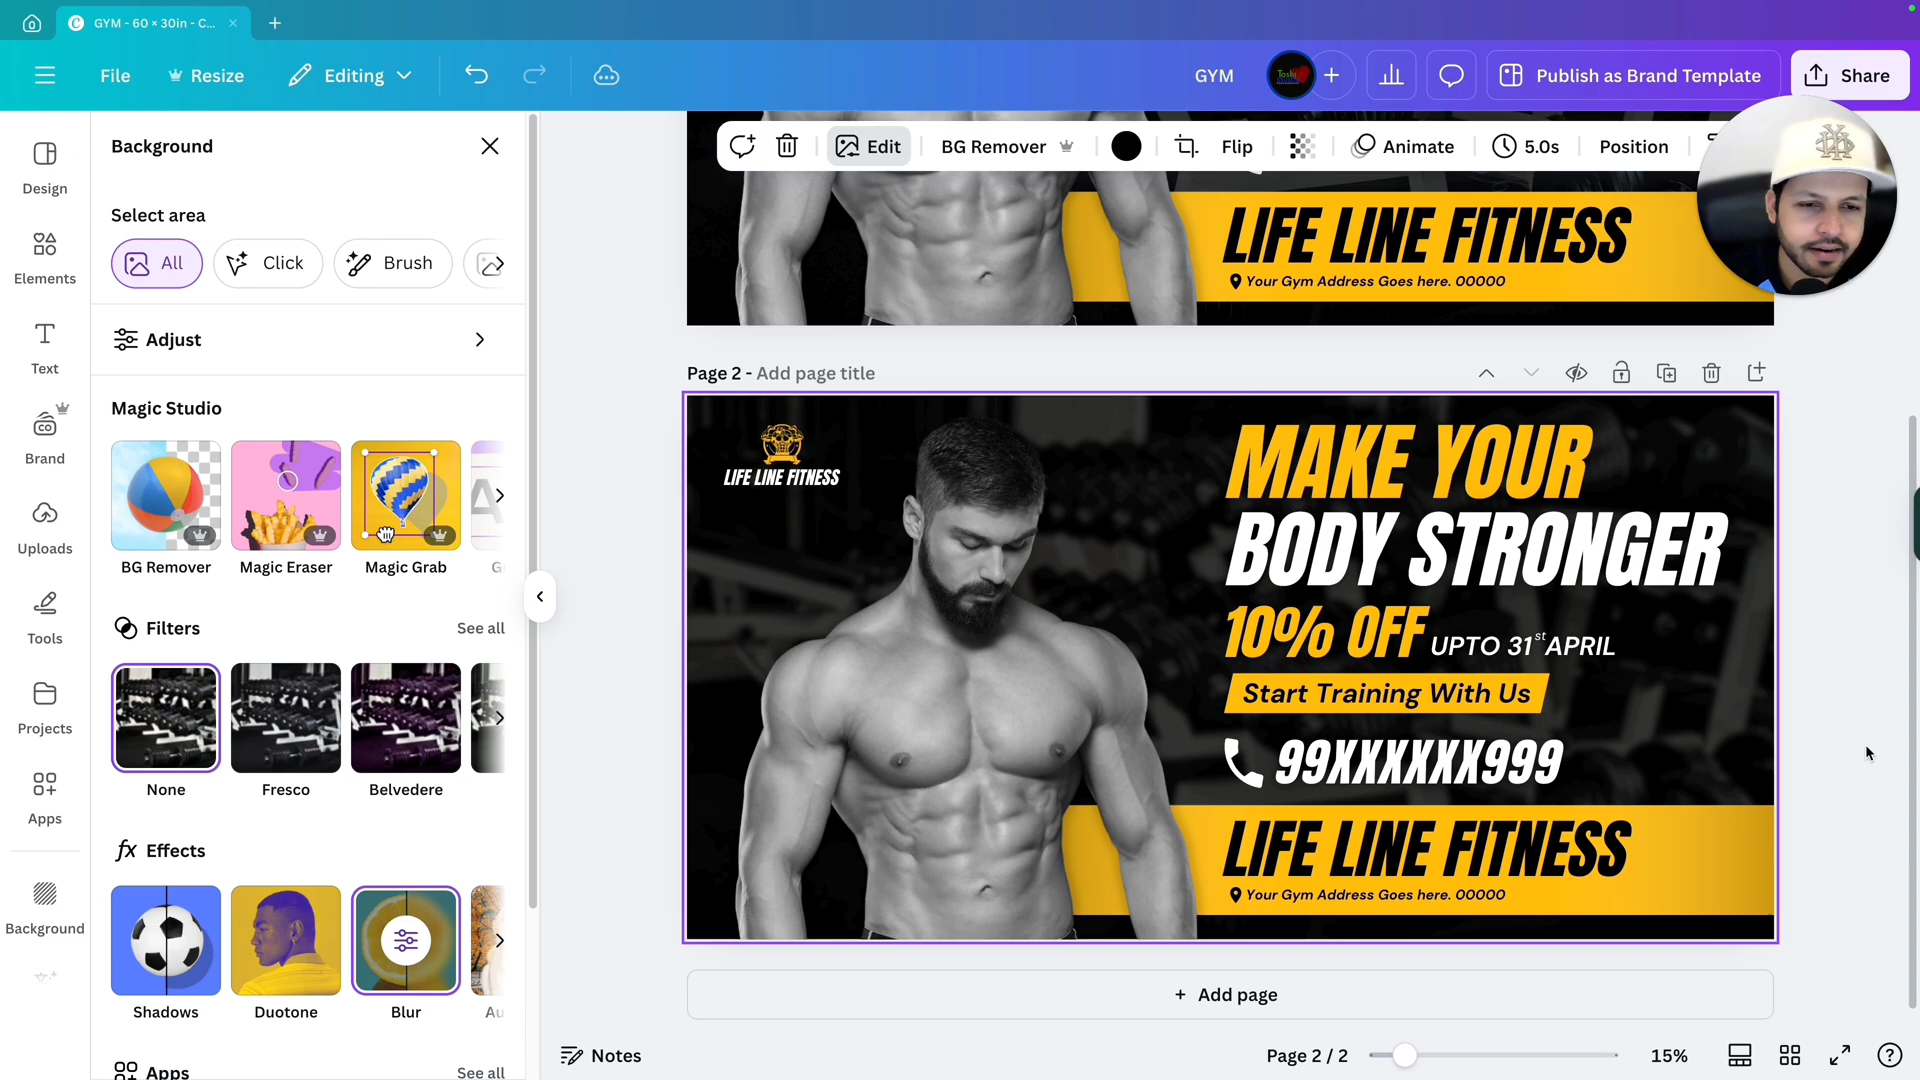 GYM - 60 × 30in - C...
File
Resize
Editing
GYM
Publish as Brand Template
Share
Design
Elements
Text
Brand
Uploads
Tools
Projects
Apps
Background
Background
Select area
All
Click
Brush
Adjust
Magic Studio
BG Remover
Magic Eraser
Magic Grab
Filters
See all
None
Fresco
Belvedere
fx Effects
Shadows
Duotone
Blur
Au
Apps
See all
Edit
BG Remover
Flip
Animate
5.0s
Position
LIFE LINE FITNESS
Your Gym Address Goes here. 00000
Page 2 - Add page title
LIFE LINE FITNESS
MAKE YOUR
BODY STRONGER
10% OFF UPTO 31st APRIL
Start Training With Us
99XXXXXXX999
LIFE LINE FITNESS
Your Gym Address Goes here. 00000
+ Add page
Notes
Page 2 / 2
15%